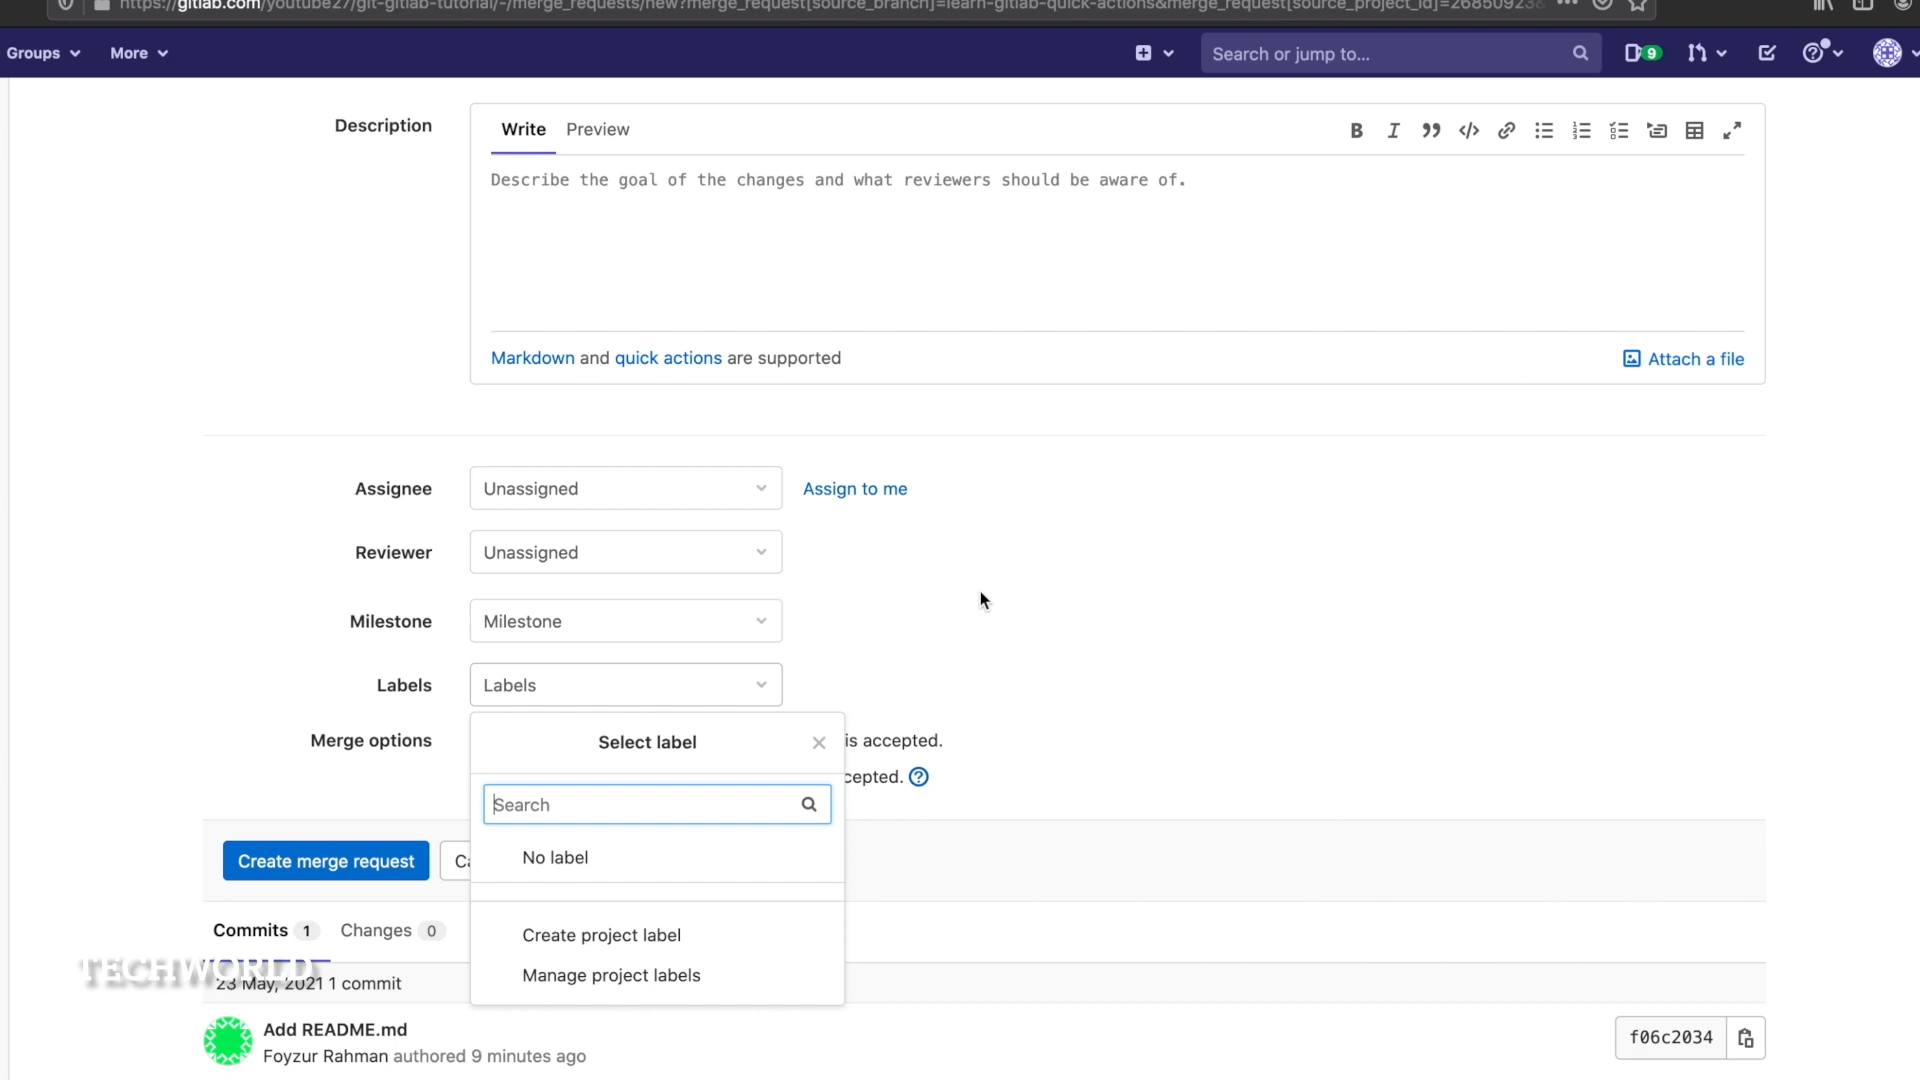 https://gitlab.com/youtube27/git-gitlab-tutorial/-/merge_requests/new?merge_request[source_branch]=learn-gitlab-quick-actions&merge_request[source_project_id]=26850923
Groups More Search or jump to... 9
Description
Write Preview
Describe the goal of the changes and what reviewers should be aware of.
Markdown and quick actions are supported Attach a file
Assignee Unassigned Assign to me
Reviewer Unassigned
Milestone Milestone
Labels Labels
Merge options Select label is accepted.
cepted.
Search
No label
Create merge request
Create project label
Manage project labels
Commits 1 Changes 0
TECHWORLD
23 May, 2021 1 commit
Add README.md
Foyzur Rahman authored 9 minutes ago
f06c2034